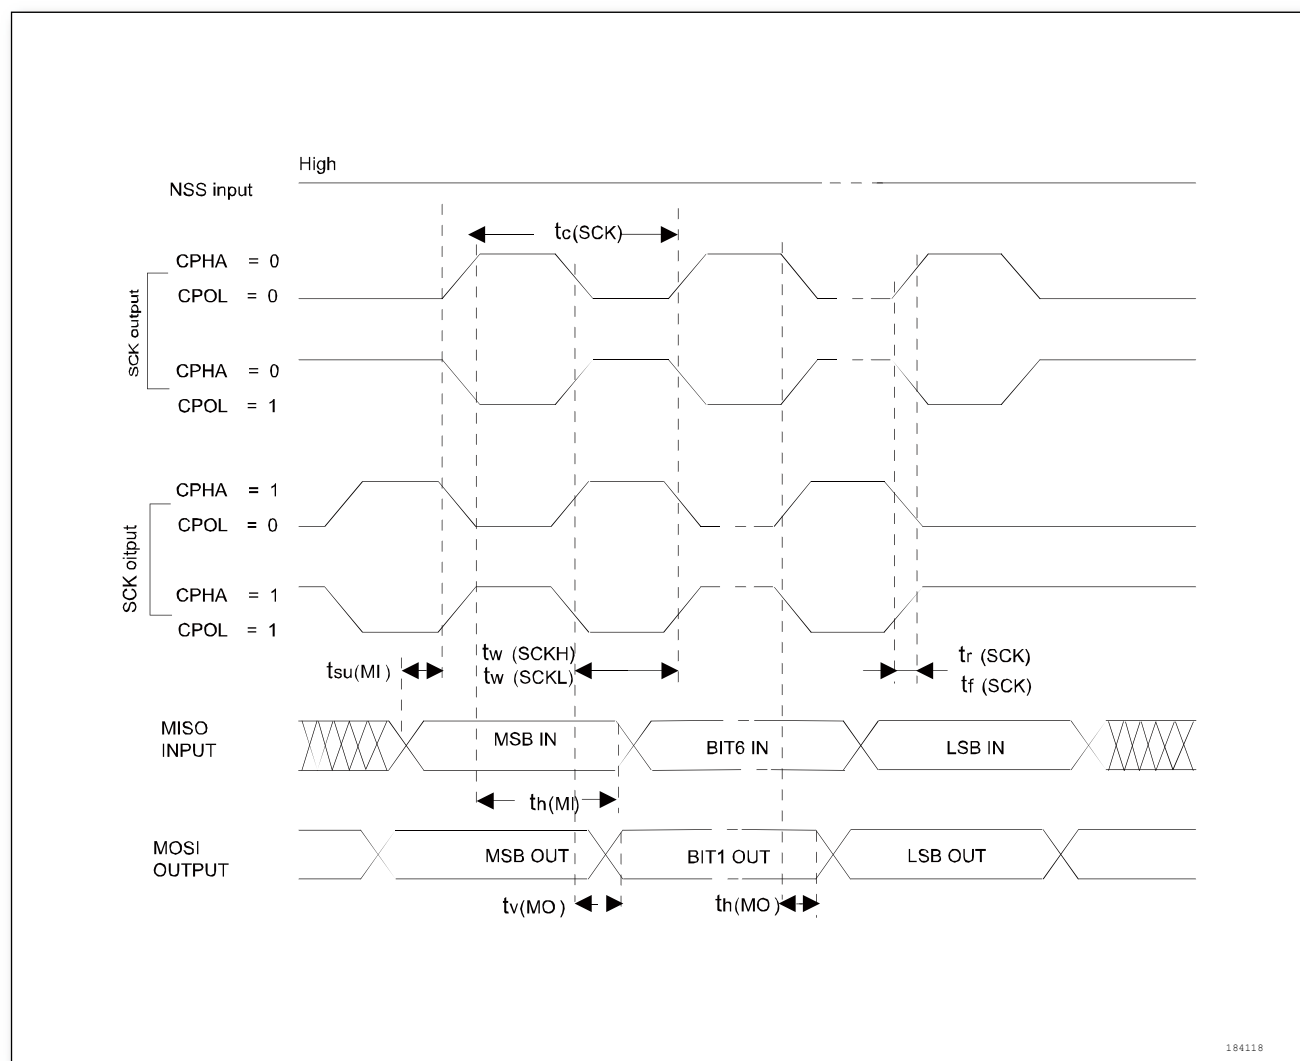 High
NSS input
tc(SCK)
CPHA = 0
CPOL = 0
SCK output
CPHA = 0
CPOL = 1
CPHA = 1
CPOL = 0
SCK oitput
CPHA = 1
CPOL = 1
tsu(MI)
tw (SCKH)
tw (SCKL)
tr (SCK)
tf (SCK)
MISO
INPUT
MSB IN
BIT6 IN
LSB IN
th(MI)
MOSI
OUTPUT
MSB OUT
BIT1 OUT
LSB OUT
tv(MO)
th(MO)
184118